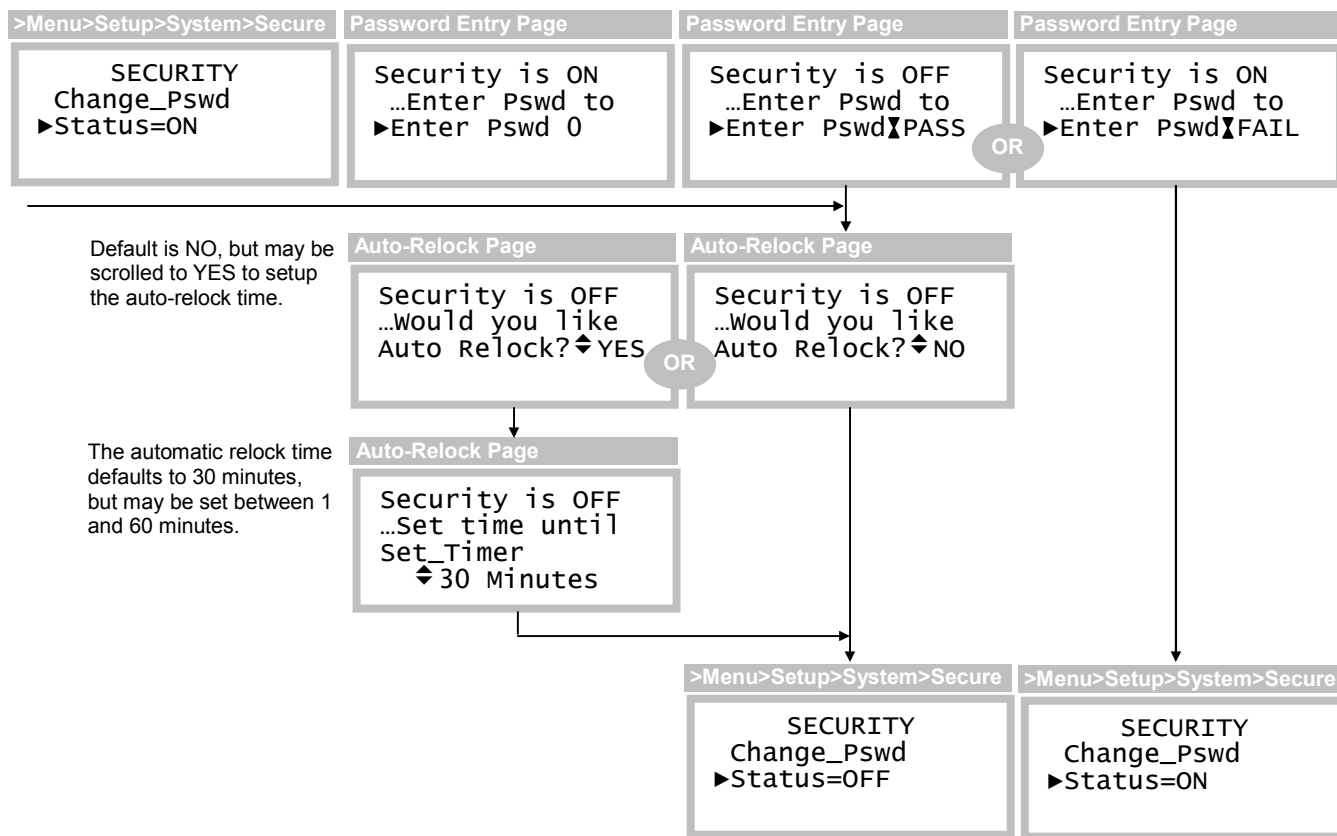 >Menu>Setup>System>Secure
SECURITY
Change_Pswd
►Status=ON
Password Entry Page
Security is ON
…Enter Pswd to
►Enter Pswd 0
Password Entry Page
Security is OFF
…Enter Pswd to
►Enter Pswd PASS
OR
Password Entry Page
Security is ON
…Enter Pswd to
►Enter Pswd FAIL
Default is NO, but may be
scrolled to YES to setup
the auto-relock time.
Auto-Relock Page
Security is OFF
…Would you like
Auto Relock? YES
OR
Auto-Relock Page
Security is OFF
…Would you like
Auto Relock? NO
The automatic relock time
defaults to 30 minutes,
but may be set between 1
and 60 minutes.
Auto-Relock Page
Security is OFF
…Set time until
Set_Timer
30 Minutes
>Menu>Setup>System>Secure
SECURITY
Change_Pswd
►Status=OFF
>Menu>Setup>System>Secure
SECURITY
Change_Pswd
►Status=ON